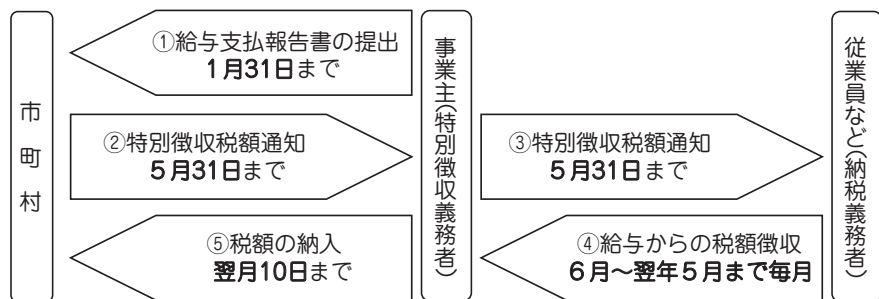 市町村
①給与支払報告書の提出
1月31日まで
②特別徴収税額通知
5月31日まで
⑤税額の納入
翌月10日まで
事業主(特別徴収義務者)
③特別徴収税額通知
5月31日まで
④給与からの税額徴収
6月~翌年5月まで毎月
従業員など(納税義務者)